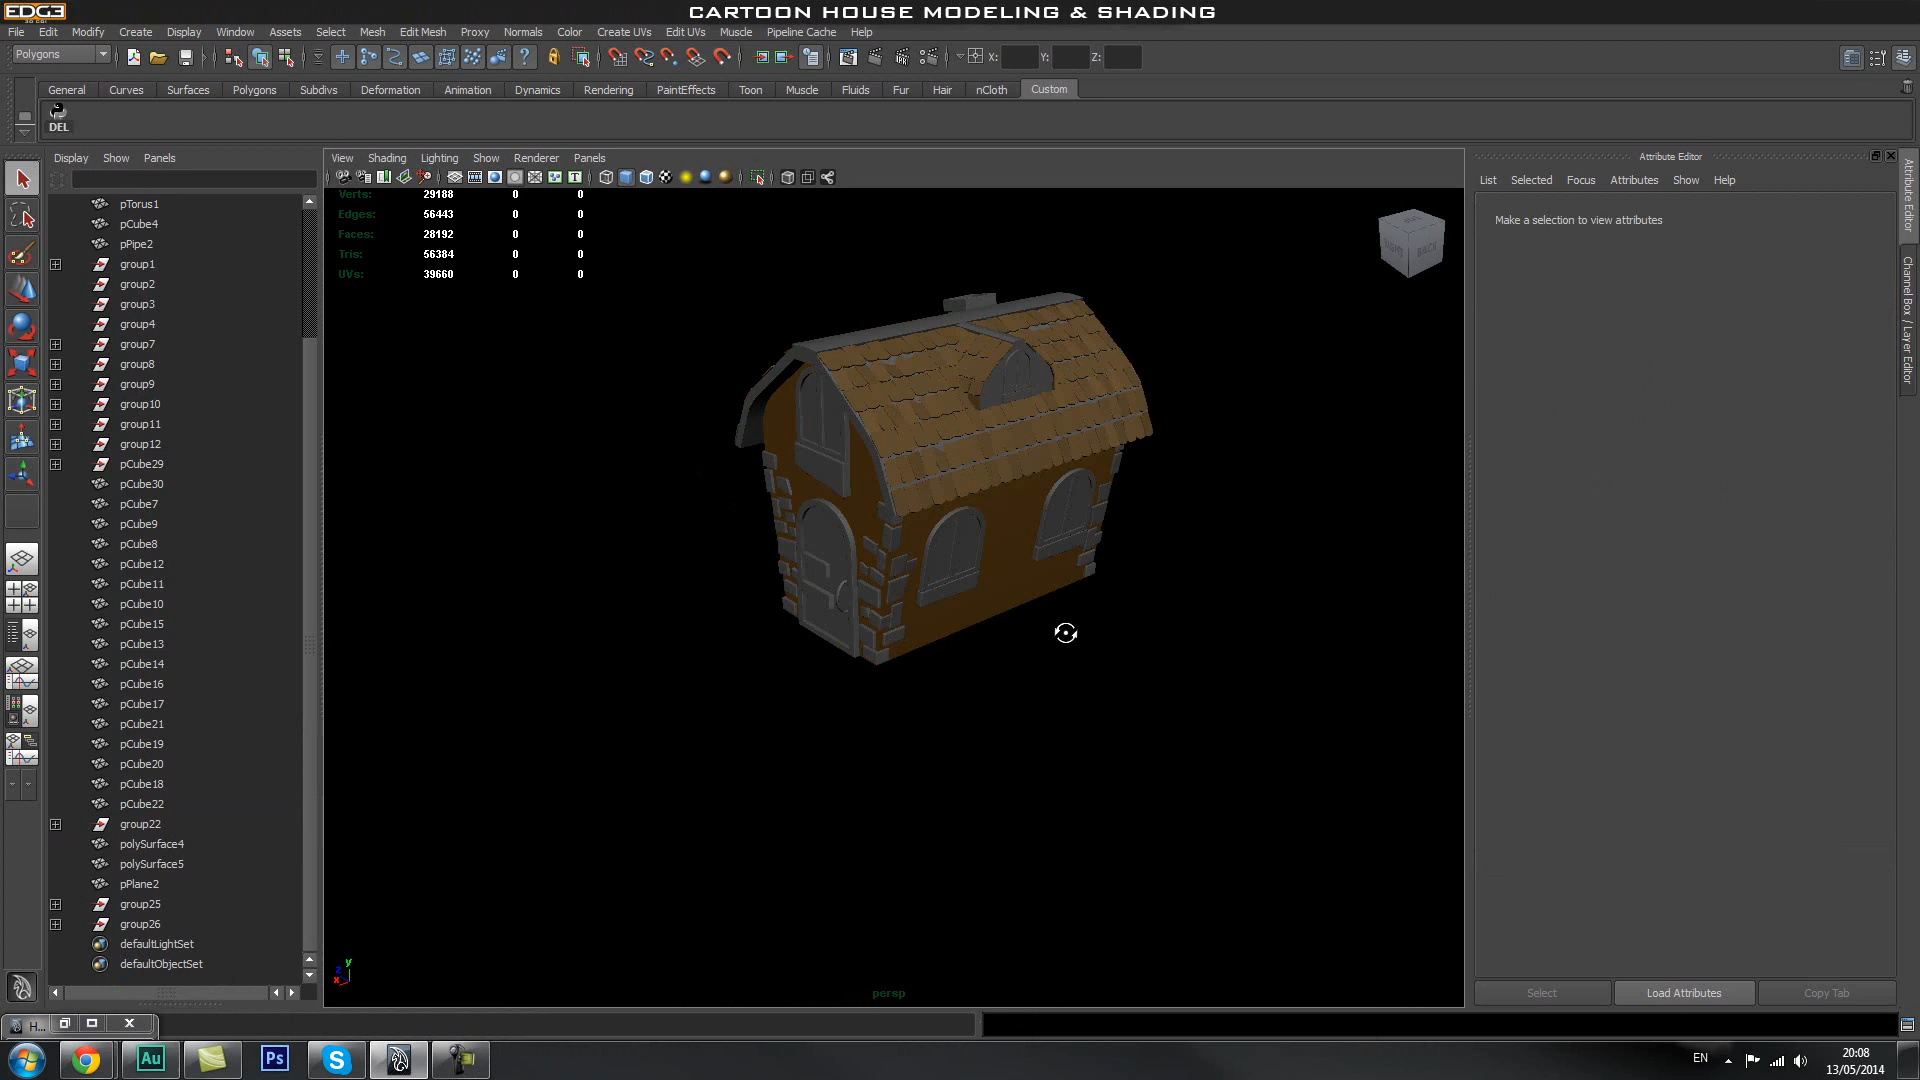 EDGE
3D CGI
CARTOON HOUSE MODELING & SHADING
File Edit Modify Create Display Window Assets Select Mesh Edit Mesh Proxy Normals Color Create UVs Edit UVs Muscle Pipeline Cache Help
Polygons
X: Y: Z:
General Curves Surfaces Polygons Subdivs Deformation Animation Dynamics Rendering PaintEffects Toon Muscle Fluids Fur Hair nCloth Custom
DEL
Display Show Panels
View Shading Lighting Show Renderer Panels
Attribute Editor
List Selected Focus Attributes Show Help
Make a selection to view attributes
Attribute Editor
Channel Box / Layer Editor
Verts: 29188 0 0
Edges: 56443 0 0
Faces: 28192 0 0
Tris: 56384 0 0
UVs: 39660 0 0
BACK
pTorus1
pCube4
pPipe2
group1
group2
group3
group4
group7
group8
group9
group10
group11
group12
pCube29
pCube30
pCube7
pCube9
pCube8
pCube12
pCube11
pCube10
pCube15
pCube13
pCube14
pCube16
pCube17
pCube21
pCube19
pCube20
pCube18
pCube22
group22
polySurface4
polySurface5
pPlane2
group25
group26
defaultLightSet
defaultObjectSet
y
z
x
persp
Select Load Attributes Copy Tab
H...
Au
Ps
S
EN
20:08
13/05/2014